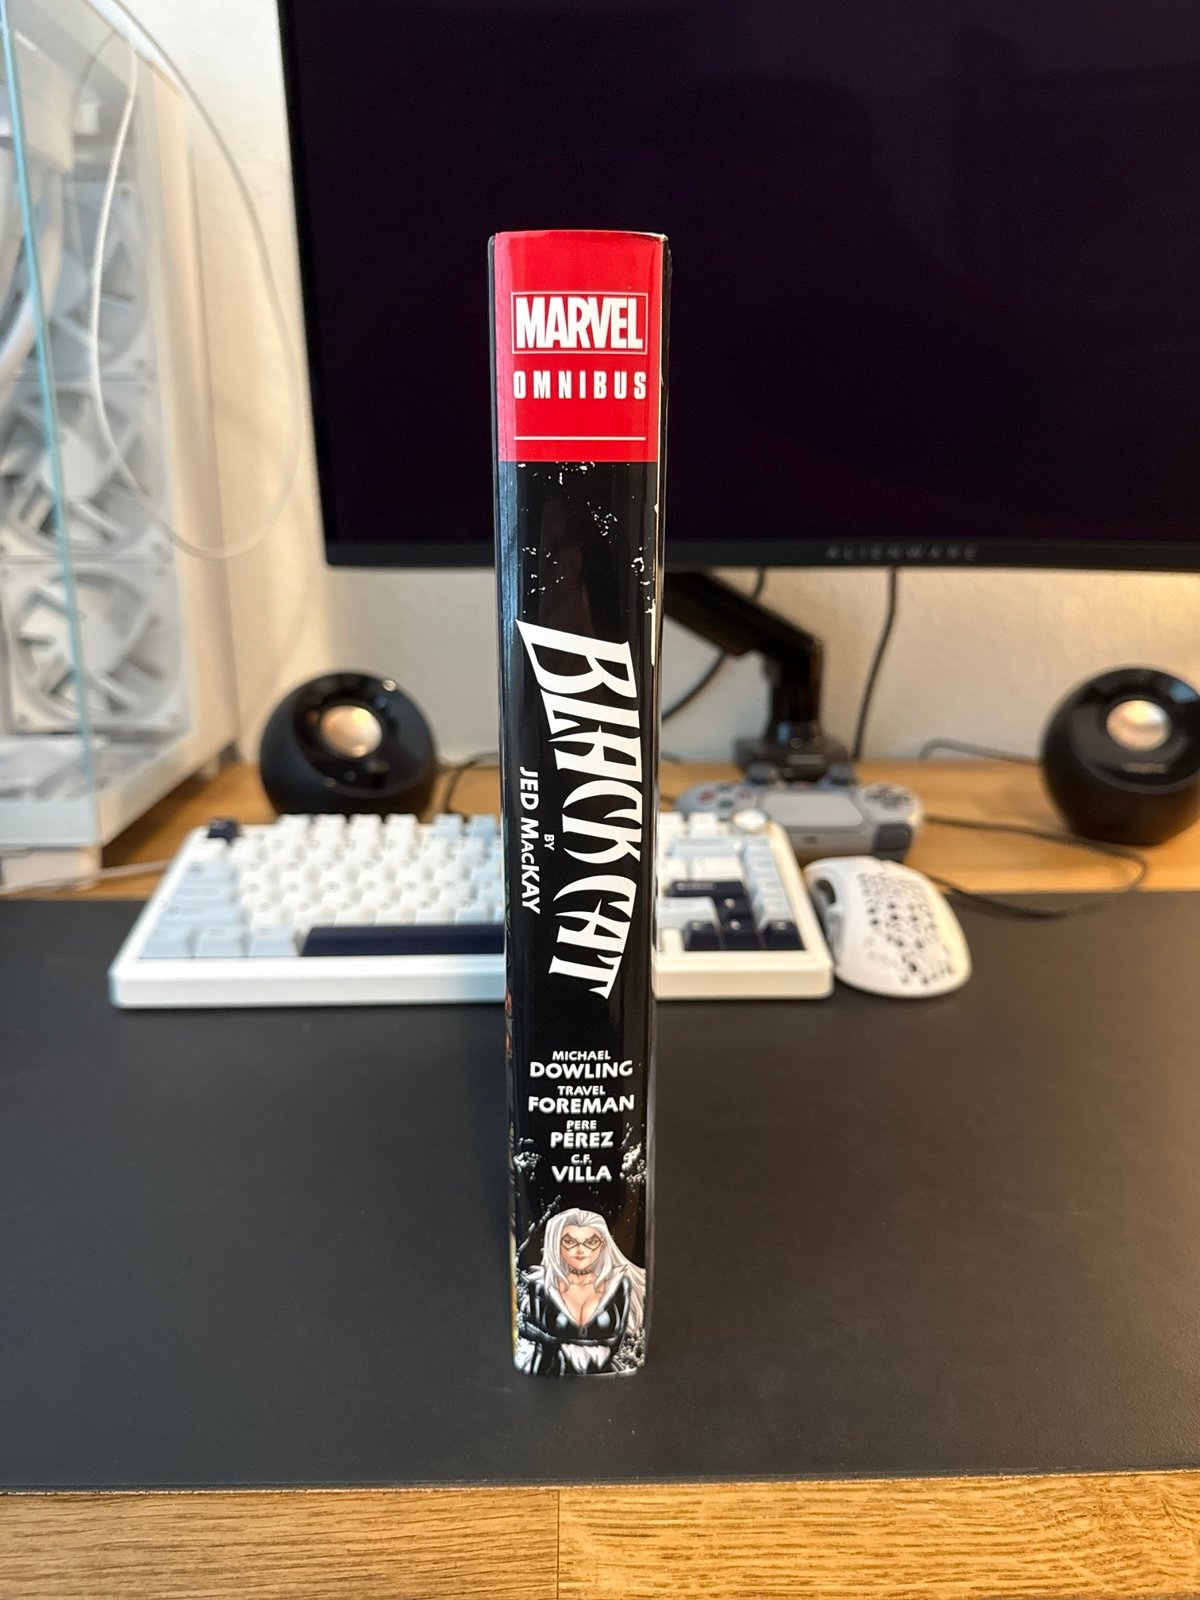 MARVEL
OMNIBUS
BLACK CAT
BY
JED MacKAY
MICHAEL
DOWLING
TRAVEL
FOREMAN
PERE
PÉREZ
C.F.
VILLA
ALIENWARE